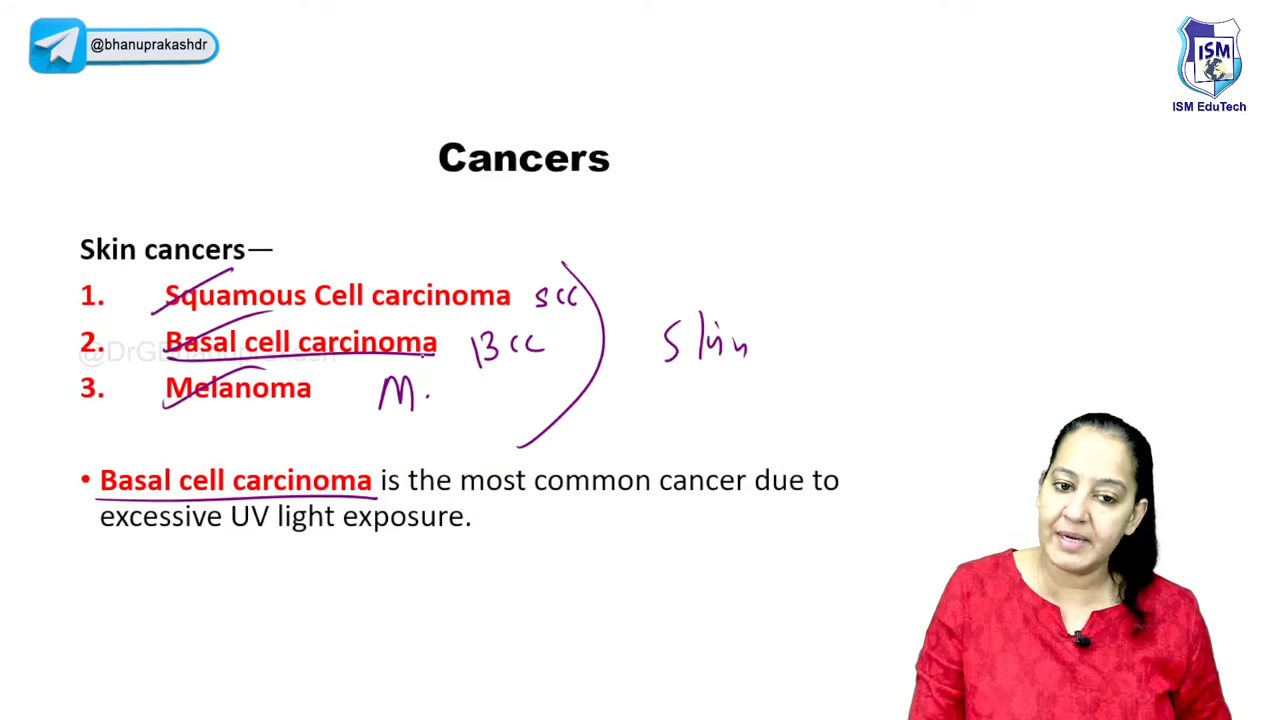 @bhanuprakashdr
ISM
ISM EduTech
Cancers
Skin cancers—
1. Squamous Cell carcinoma SCC
2. Basal cell carcinoma BCC
@DrGBhanuprakash
3. Melanoma M.
Skin
• Basal cell carcinoma is the most common cancer due to
excessive UV light exposure.